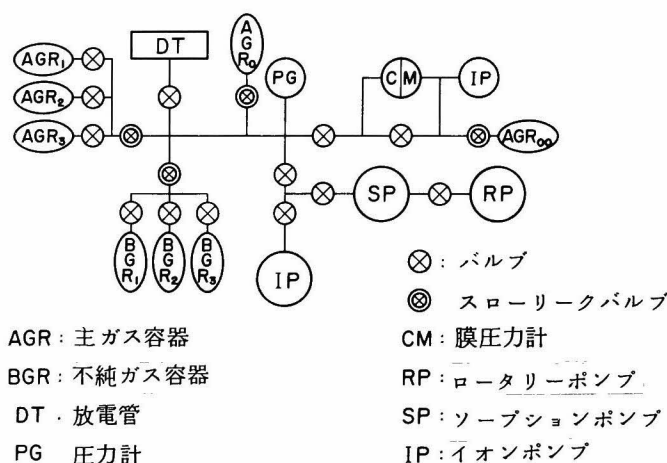 AGR₁
DT
AGR₀
PG
CM
IP
AGR₂
AGR₃
AGR₀₀
SP
RP
BGR₁
BGR₂
BGR₃
IP
⊗: バルブ
: スローリークバルブ
AGR: 主ガス容器
CM: 膜圧力計
BGR: 不純ガス容器
RP: ロータリーポンプ
DT. 放電管
SP: ソープションポンプ
PG 圧力計
IP: イオンポンプ